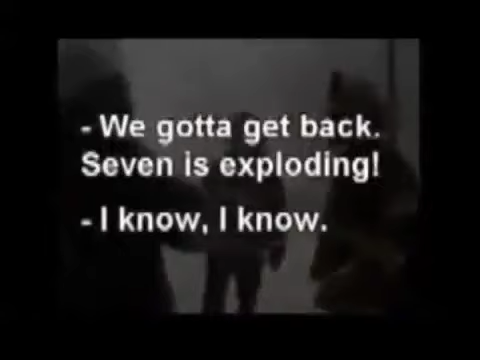 - We gotta get back.
Seven is exploding!
- I know, I know.